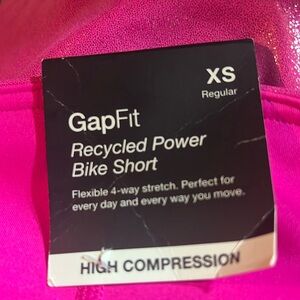 XS
Regular
GapFit
Recycled Power
Bike Short
Flexible 4-way stretch. Perfect for
every day and every way you move.
HIGH COMPRESSION